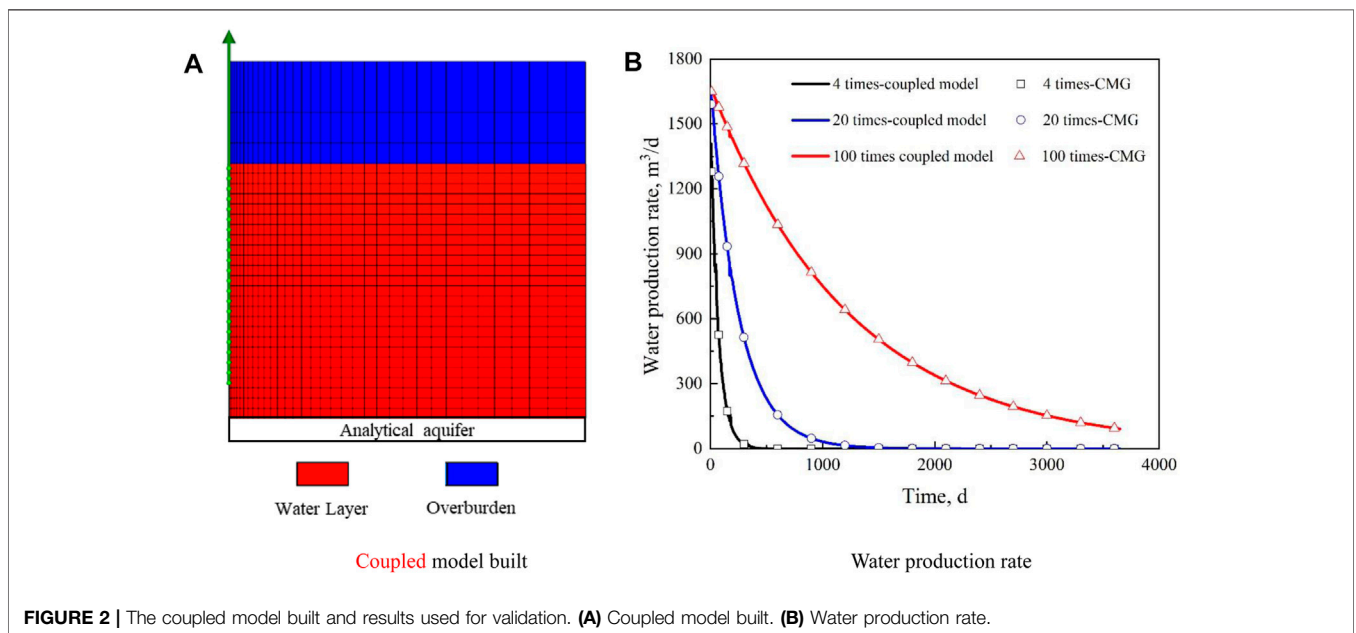 A
Analytical aquifer
Water Layer
Overburden
Coupled model built
B
1800
1500
1200
900
600
300
0
Water production rate, m³/d
4 times-coupled model
4 times-CMG
20 times-coupled model
20 times-CMG
100 times coupled model
100 times-CMG
0 1000 2000 3000 4000
Time, d
Water production rate
FIGURE 2 | The coupled model built and results used for validation. (A) Coupled model built. (B) Water production rate.